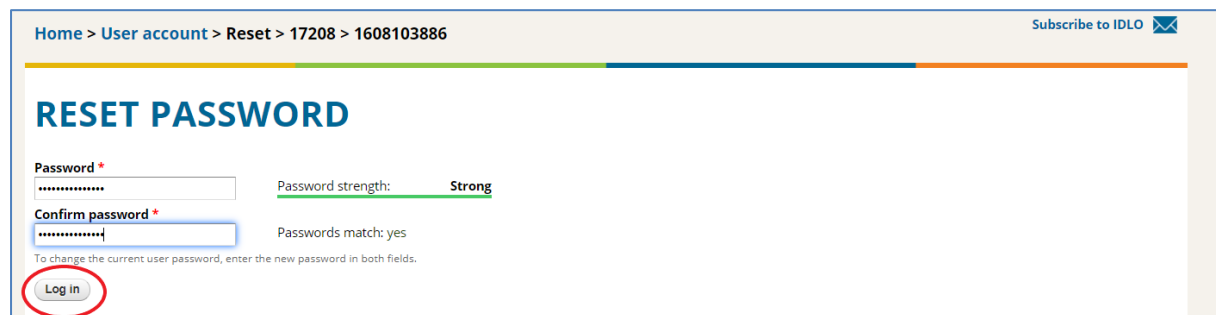 Subscribe to IDLO
Home > User account > Reset > 17208 > 1608103886
RESET PASSWORD
Password *
Password strength: Strong
Confirm password *
Passwords match: yes
To change the current user password, enter the new password in both fields.
Log in